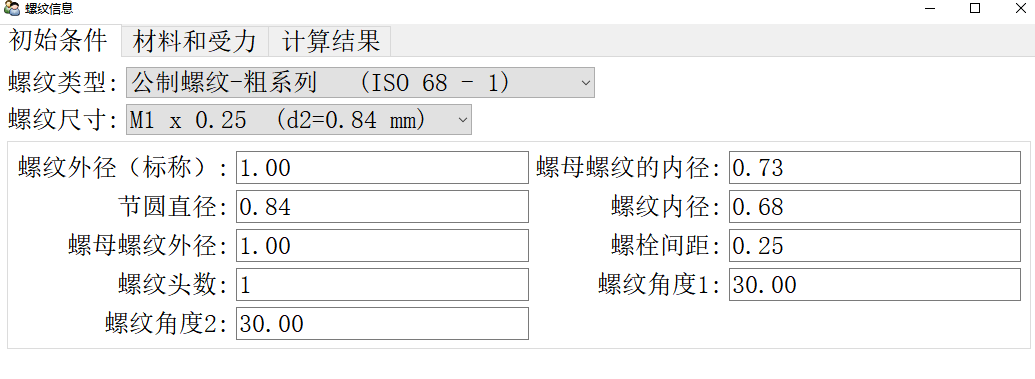 螺纹信息
初始条件 材料和受力 计算结果
螺纹类型: 公制螺纹-粗系列 (ISO 68 - 1)
螺纹尺寸: M1 x 0.25 (d2=0.84 mm)
螺纹外径（标称）: 1.00 螺母螺纹的内径: 0.73
节圆直径: 0.84 螺纹内径: 0.68
螺母螺纹外径: 1.00 螺栓间距: 0.25
螺纹头数: 1 螺纹角度1: 30.00
螺纹角度2: 30.00